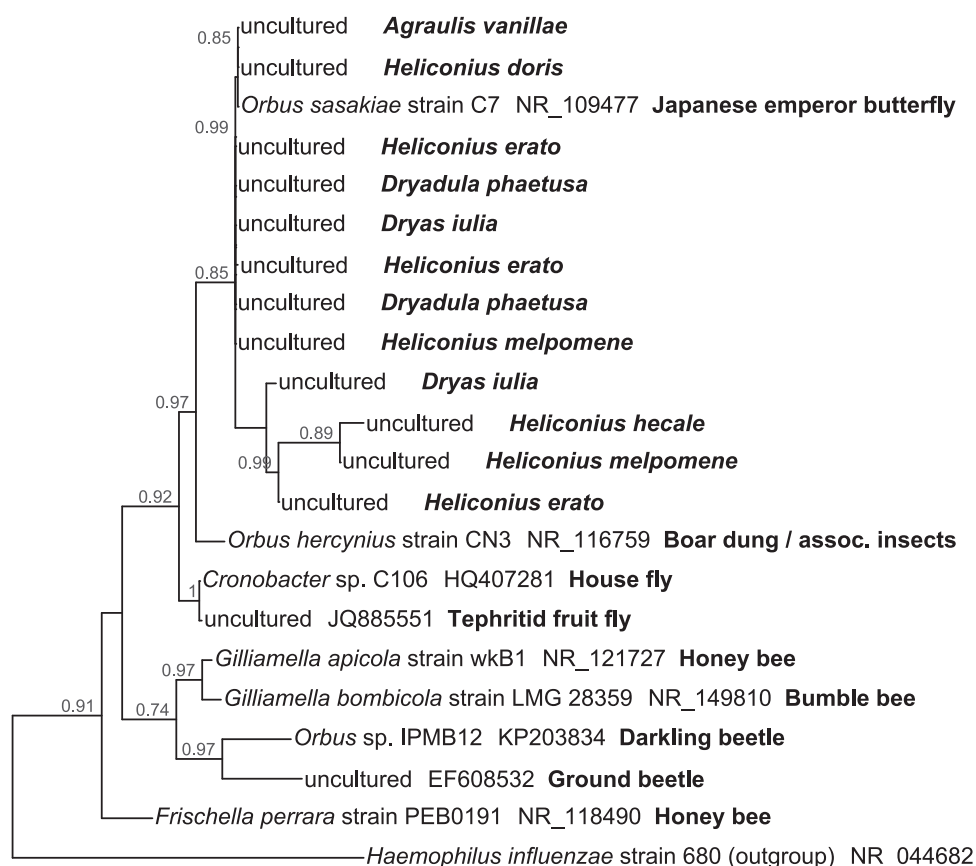 0.85
uncultured Agraulis vanillae
uncultured Heliconius doris
Orbus sasakiae strain C7 NR_109477 Japanese emperor butterfly
0.99
uncultured Heliconius erato
uncultured Dryadula phaetusa
uncultured Dryas iulia
uncultured Heliconius erato
0.85
uncultured Dryadula phaetusa
uncultured Heliconius melpomene
uncultured Dryas iulia
0.97
uncultured Heliconius hecale
0.89
uncultured Heliconius melpomene
0.99
uncultured Heliconius erato
0.92
Orbus hercynius strain CN3 NR_116759 Boar dung / assoc. insects
Cronobacter sp. C106 HQ407281 House fly
1
uncultured JQ885551 Tephritid fruit fly
Gilliamella apicola strain wkB1 NR_121727 Honey bee
0.97
Gilliamella bombicola strain LMG 28359 NR_149810 Bumble bee
0.91
0.74
Orbus sp. IPMB12 KP203834 Darkling beetle
0.97
uncultured EF608532 Ground beetle
Frischella perrara strain PEB0191 NR_118490 Honey bee
Haemophilus influenzae strain 680 (outgroup) NR_044682